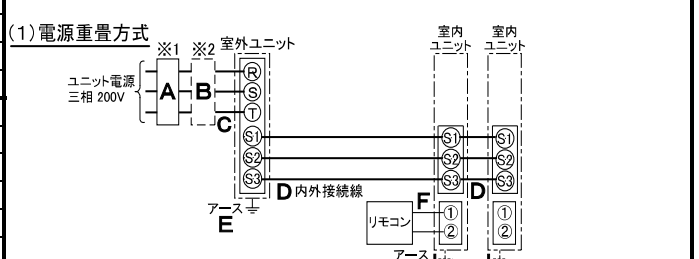 (1)電源重畳方式
※1 ※2 室外ユニット
室内
ユニット
室内
ユニット
ユニット電源
三相 200V
A
B
C
R
S
T
S1
S2
S3
S1
S2
S3
S1
S2
S3
D 内外接続線
D
アース
E
F
リモコン
①
②
①
②
アース